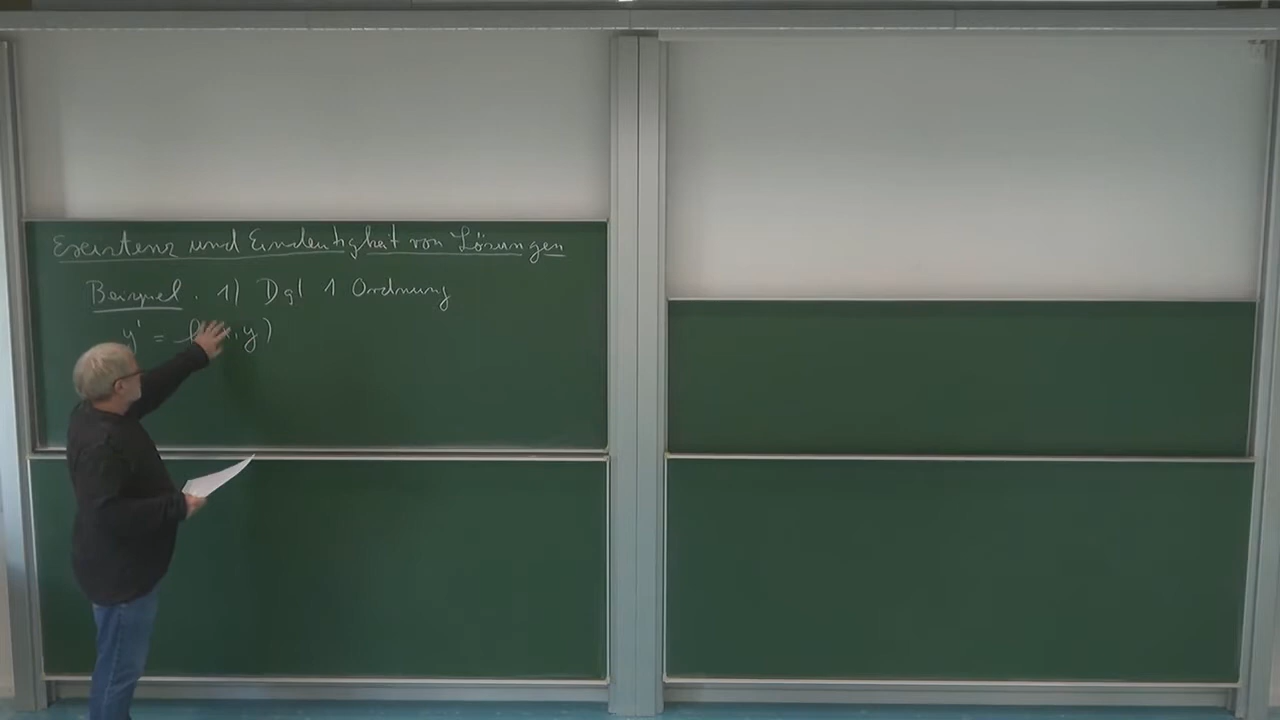 Existenz und Eindeutigkeit von Lösungen
Beispiel. 1) Dgl 1 Ordnung
y' = f(x,y)